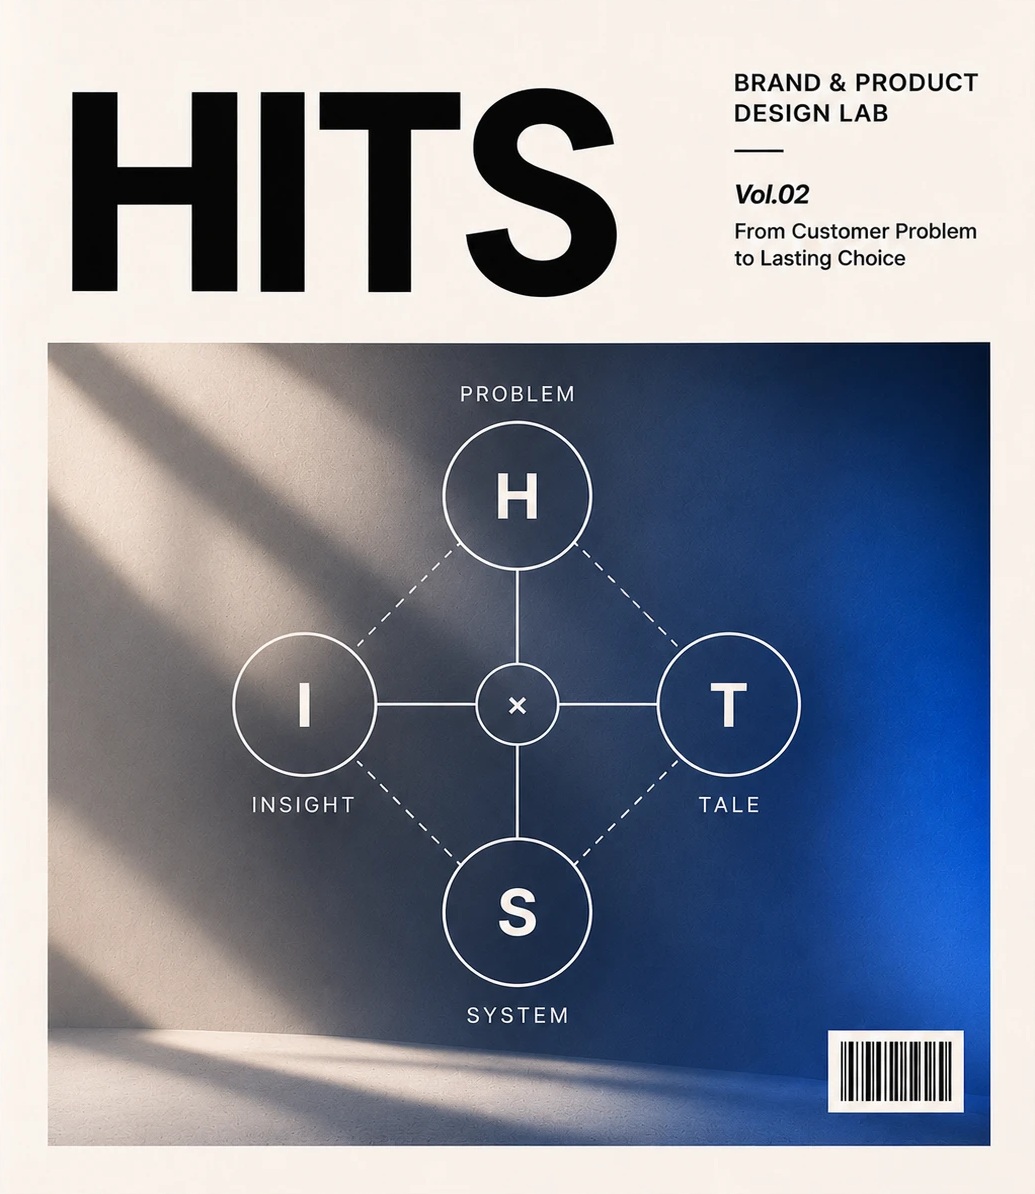 HITS
BRAND & PRODUCT
DESIGN LAB
Vol.02
From Customer Problem
to Lasting Choice
PROBLEM
H
I
×
T
INSIGHT
TALE
S
SYSTEM